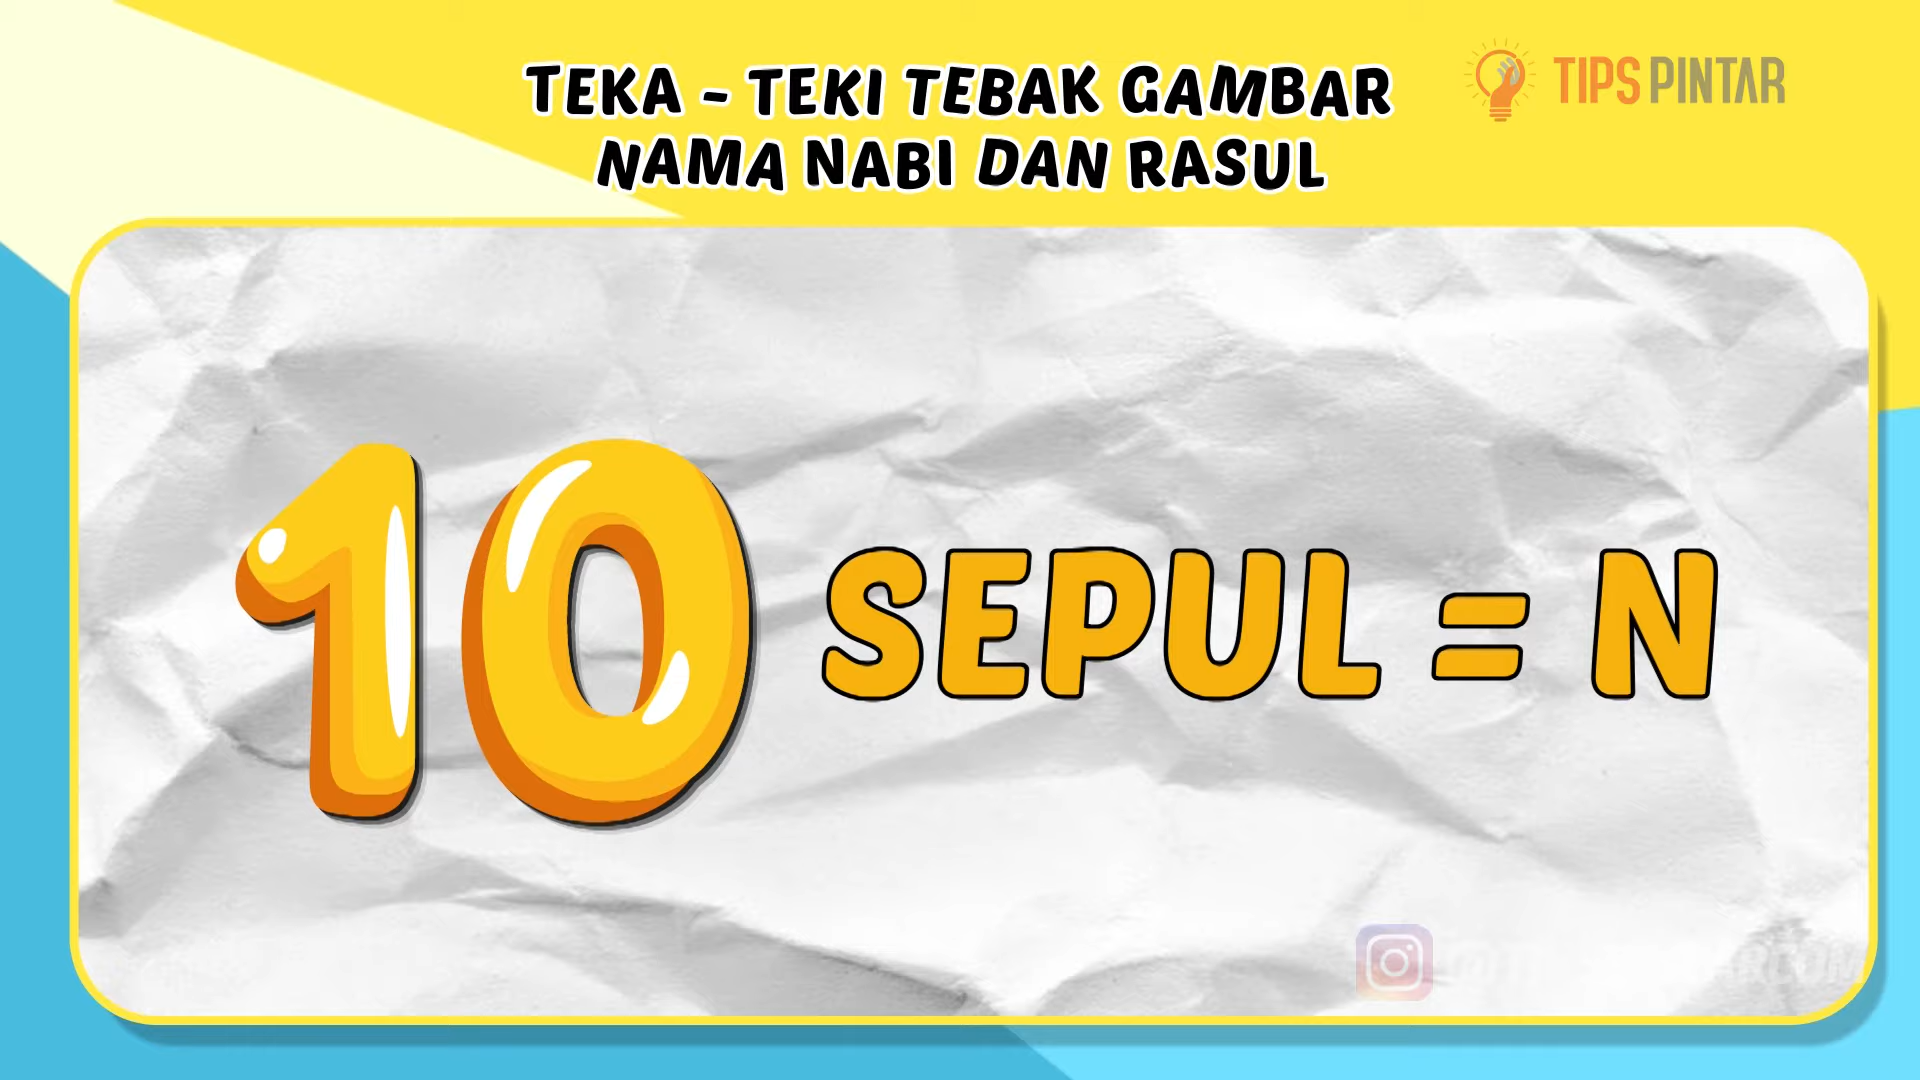 TEKA - TEKI TEBAK GAMBAR
NAMA NABI DAN RASUL
TIPS PINTAR
10 SEPUL = N